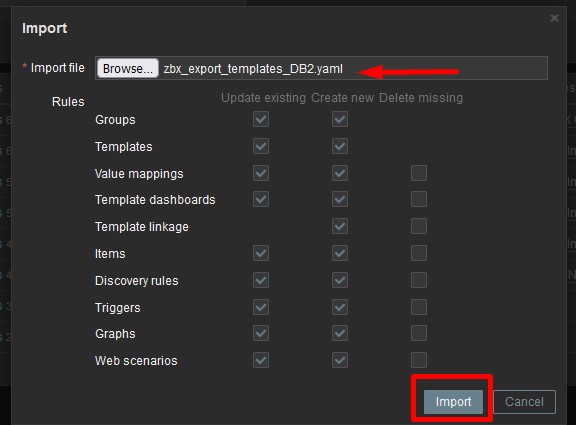 Import
* Import file Browse... zbx_export_templates_DB2.yaml
Rules Update existing Create new Delete missing
Groups
Templates
Value mappings
Template dashboards
Template linkage
Items
Discovery rules
Triggers
Graphs
Web scenarios
Import Cancel